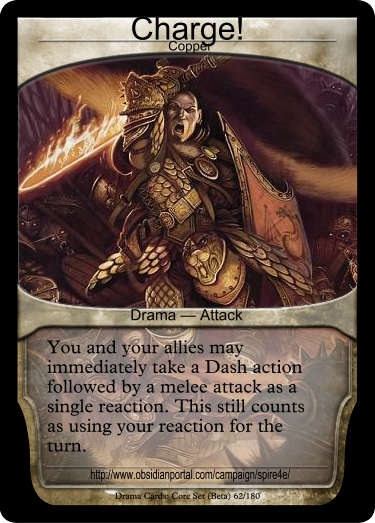 Charge!
Copper
Drama — Attack
You and your allies may
immediately take a Dash action
followed by a melee attack as a
single reaction. This still counts
as using your reaction for the
turn.
http://www.obsidianportal.com/campaign/spire4e/
Drama Cards: Core Set (Beta) 62/180